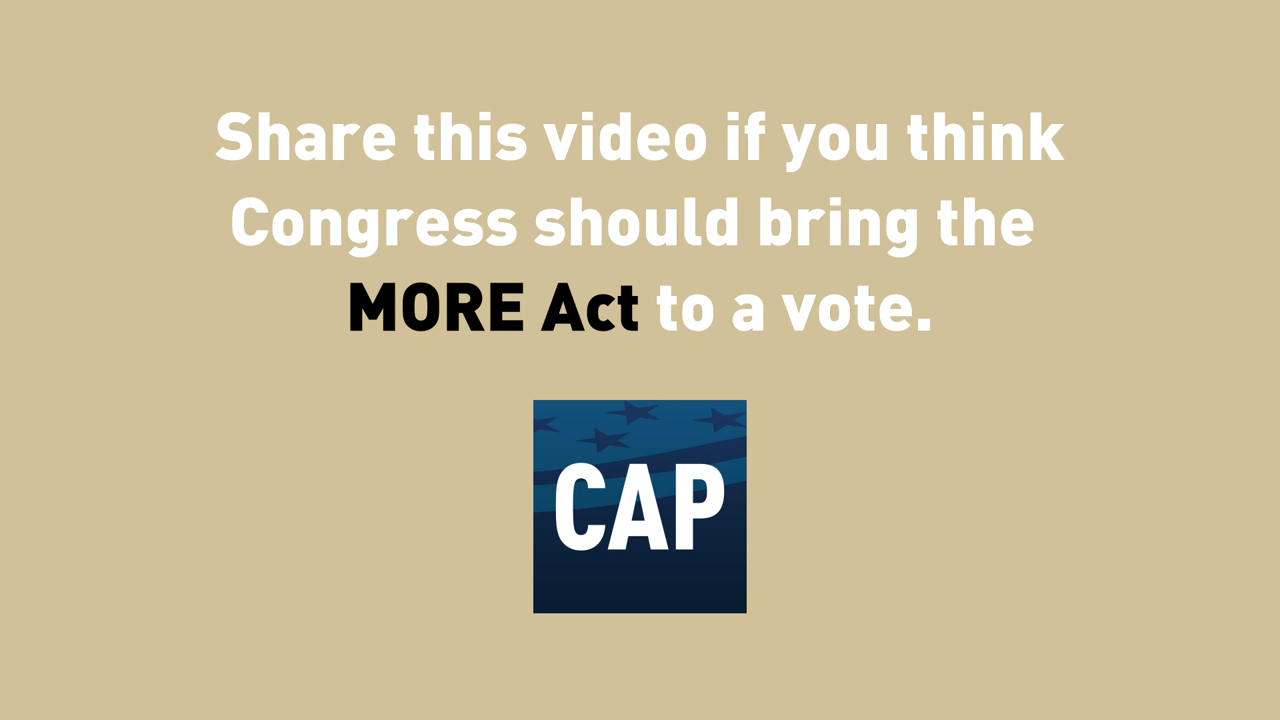 Share this video if you think
Congress should bring the
MORE Act to a vote.
CAP